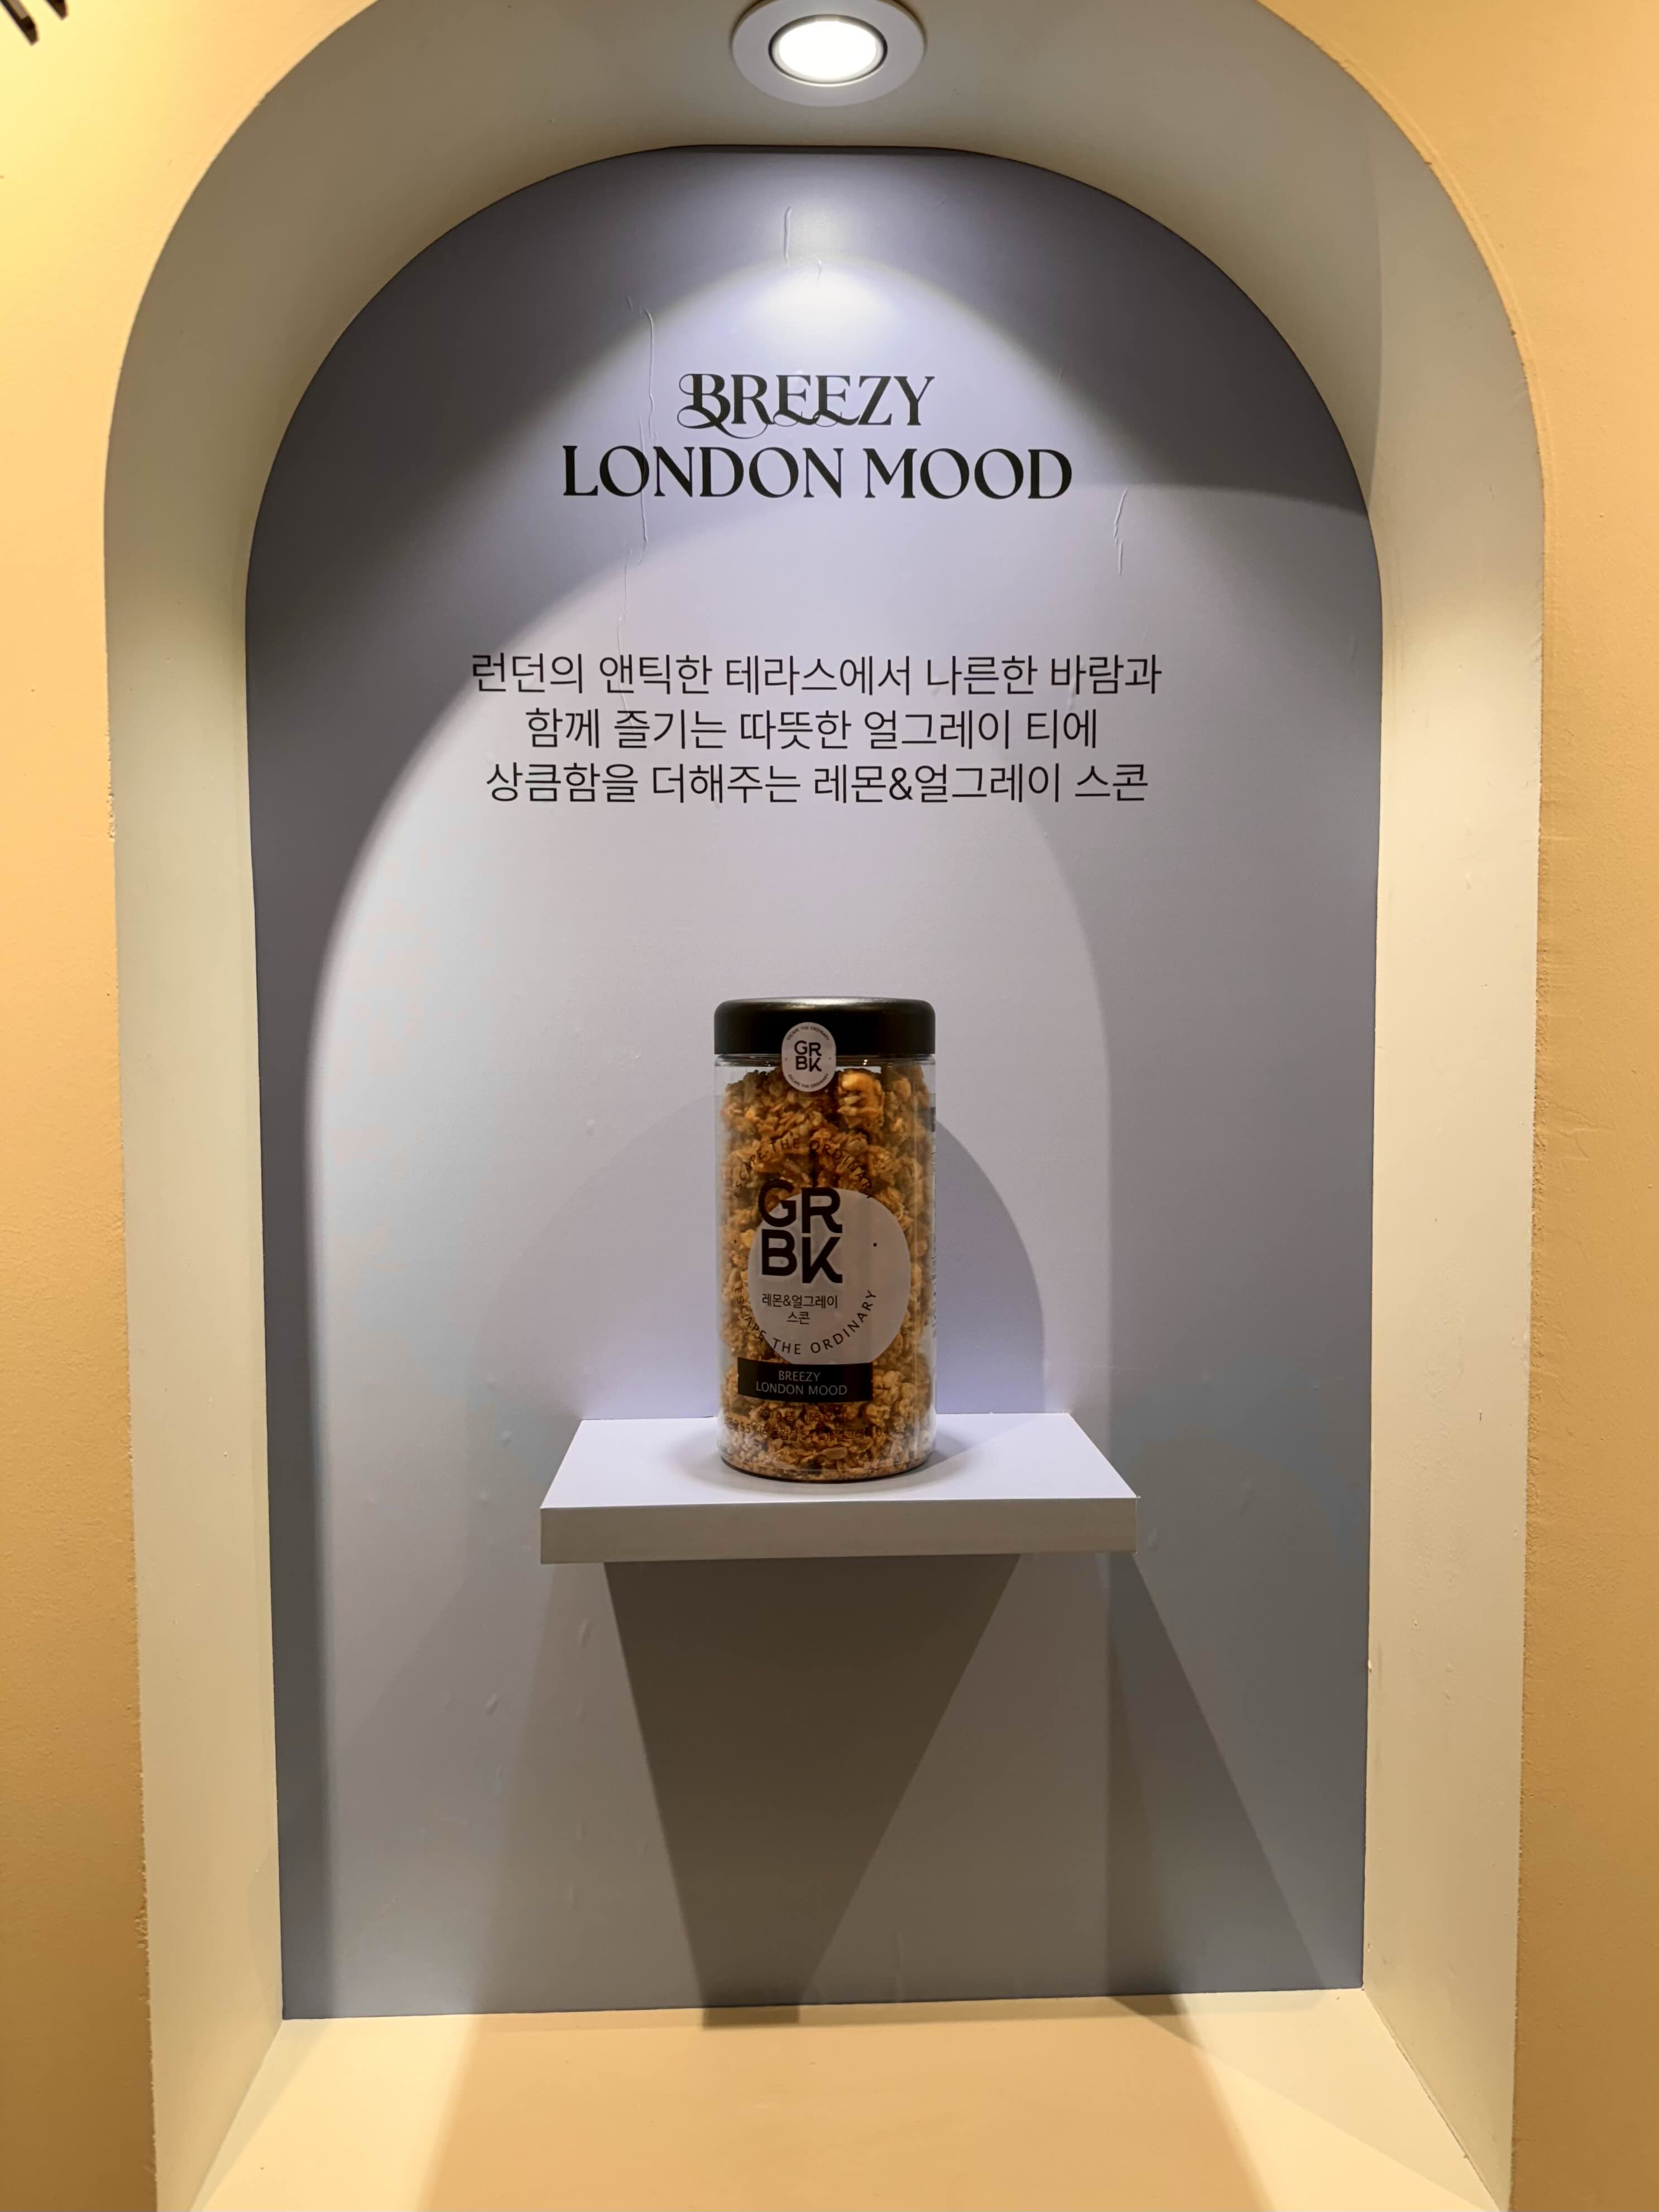 BREEZY
LONDON MOOD
런던의 앤틱한 테라스에서 나른한 바람과
함께 즐기는 따뜻한 얼그레이 티에
상큼함을 더해주는 레몬&얼그레이 스콘
GR
BK
ESCAPE THE ORDINARY
GR
BK
레몬&얼그레이
스콘
ESCAPE THE ORDINARY
BREEZY
LONDON MOOD